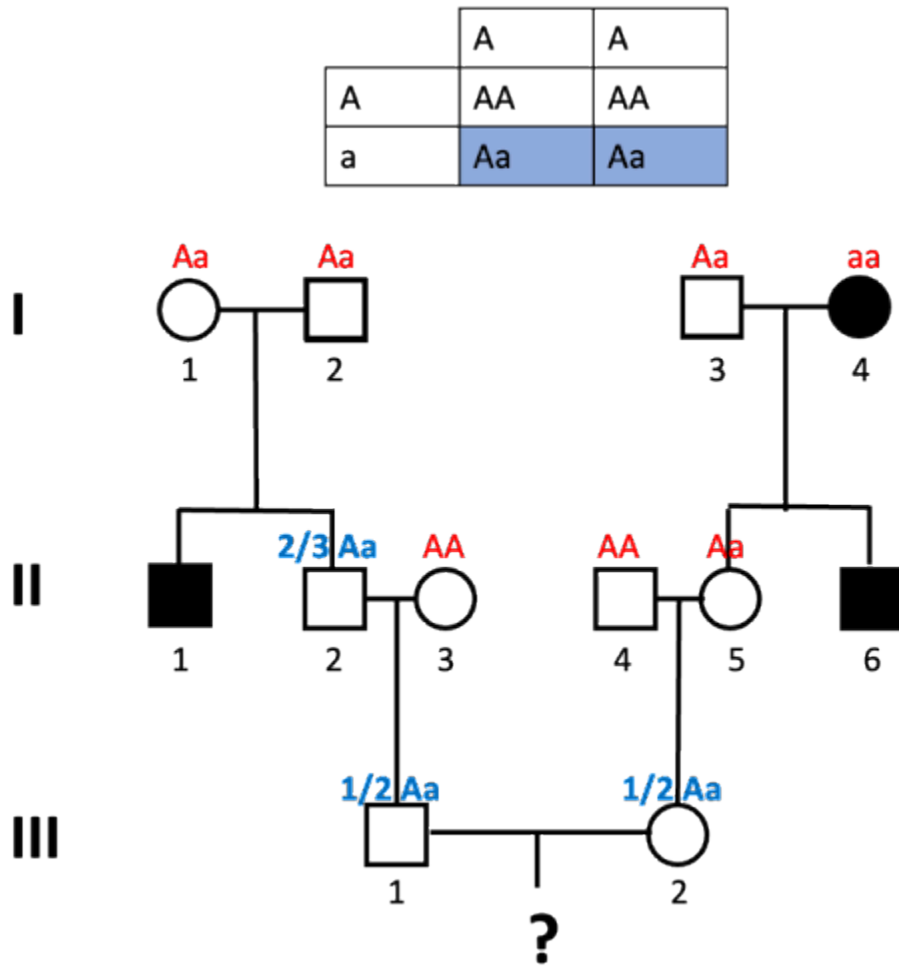 A A
A AA AA
a Aa Aa
I
Aa Aa Aa aa
1 2 3 4
II
2/3 Aa AA AA Aa
1 2 3 4 5 6
III
1/2 Aa 1/2 Aa
1 2
?